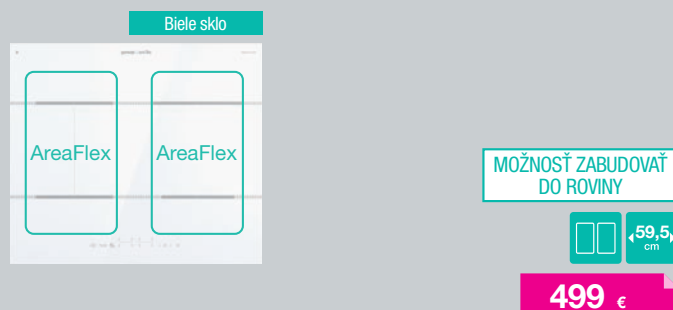 Biele sklo
AreaFlex AreaFlex
MOŽNOSŤ ZABUDOVAŤ
DO ROVINY
59,5
cm
499 €